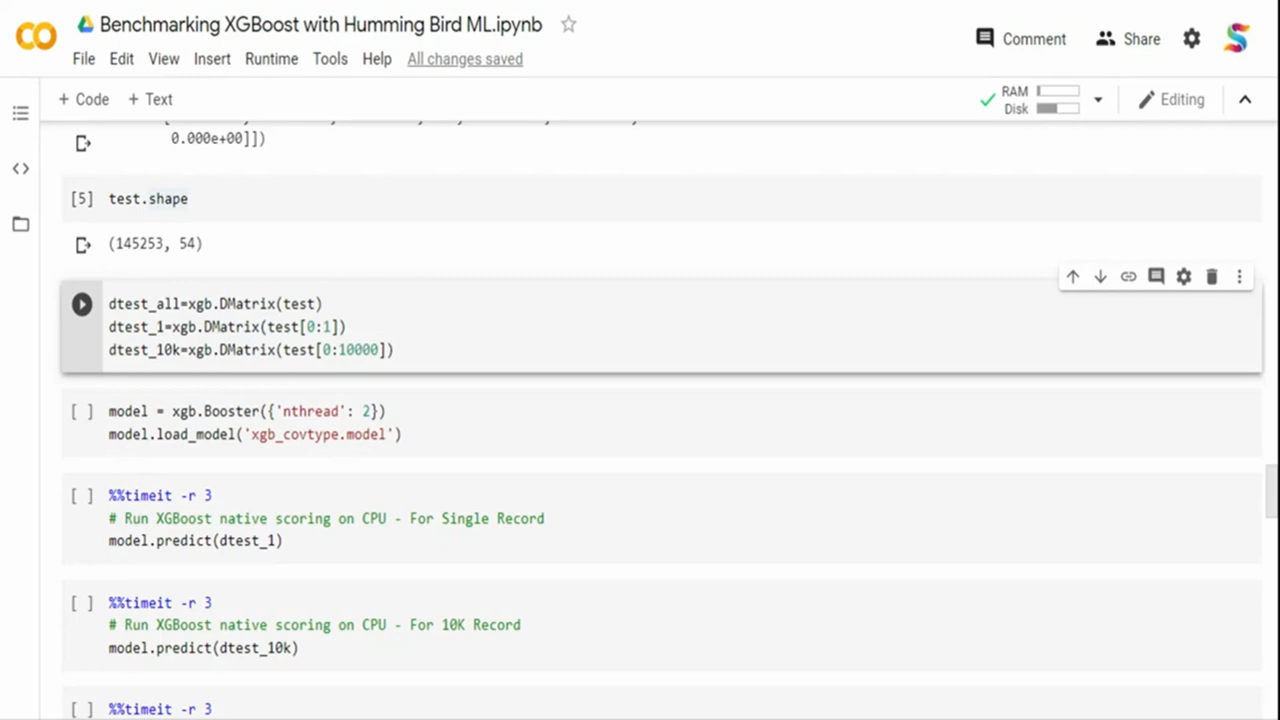 Benchmarking XGBoost with Humming Bird ML.ipynb
Comment
Share
File Edit View Insert Runtime Tools Help All changes saved
+ Code + Text
RAM
Disk
Editing
0.000e+00]])
[5] test.shape
(145253, 54)
dtest_all=xgb.DMatrix(test)
dtest_1=xgb.DMatrix(test[0:1])
dtest_10k=xgb.DMatrix(test[0:10000])
[ ] model = xgb.Booster({'nthread': 2})
model.load_model('xgb_covtype.model')
[ ] %%timeit -r 3
# Run XGBoost native scoring on CPU - For Single Record
model.predict(dtest_1)
[ ] %%timeit -r 3
# Run XGBoost native scoring on CPU - For 10K Record
model.predict(dtest_10k)
[ ] %%timeit -r 3